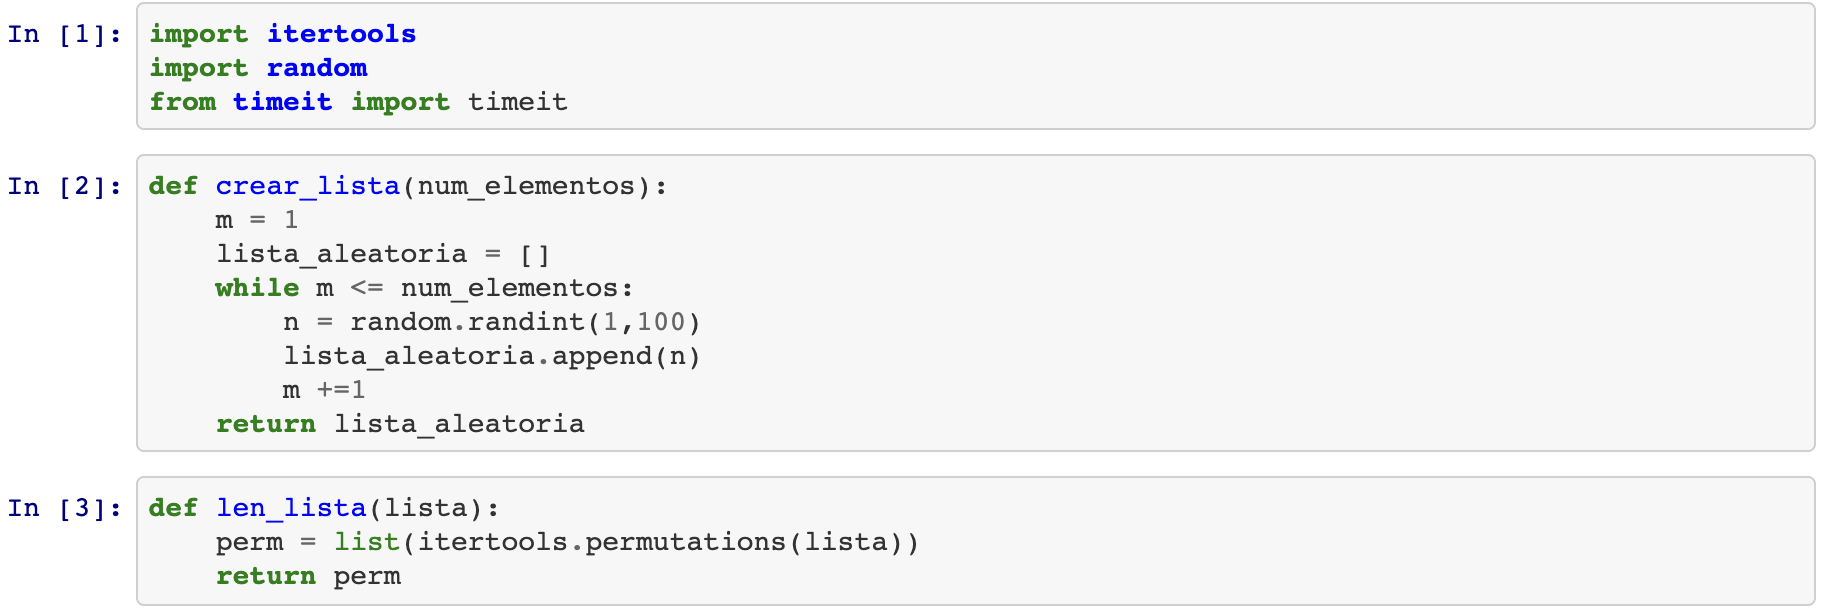 In [1]: import itertools
import random
from timeit import timeit
In [2]: def crear_lista(num_elementos):
    m = 1
    lista_aleatoria = []
    while m <= num_elementos:
        n = random.randint(1,100)
        lista_aleatoria.append(n)
        m +=1
    return lista_aleatoria
In [3]: def len_lista(lista):
    perm = list(itertools.permutations(lista))
    return perm